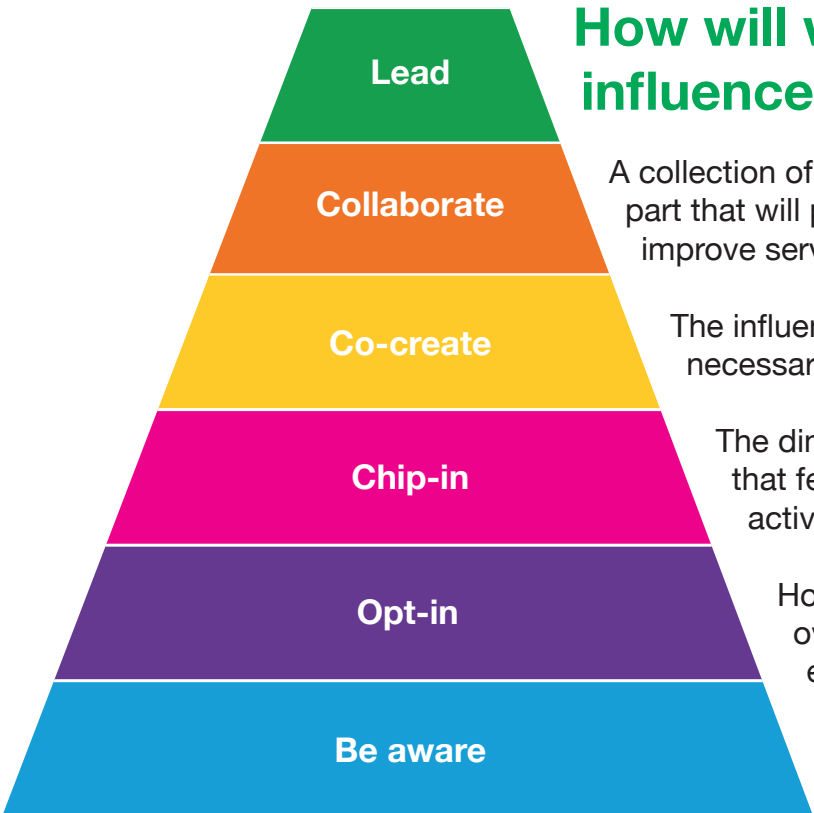 Lead
Collaborate
Co-create
Chip-in
Opt-in
Be aware
How will w
influence
A collection of
part that will p
improve serv
The influen
necessar
The dir
that fe
activ
Ho
ov
e